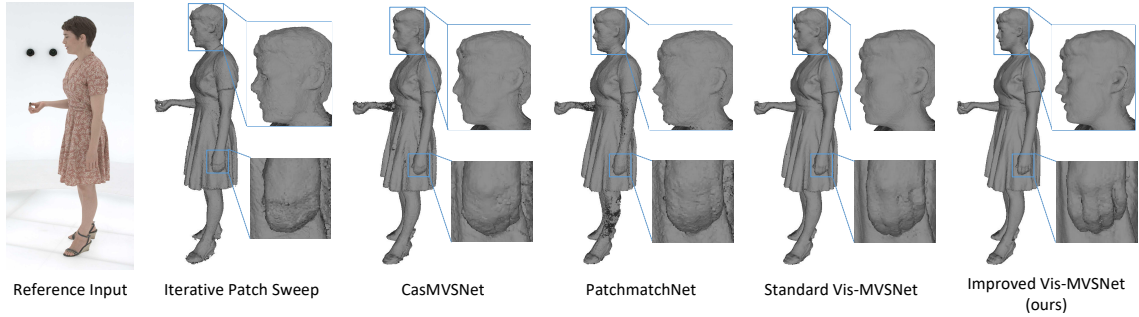 Reference Input
Iterative Patch Sweep
CasMVSNet
PatchmatchNet
Standard Vis-MVSNet
Improved Vis-MVSNet
(ours)